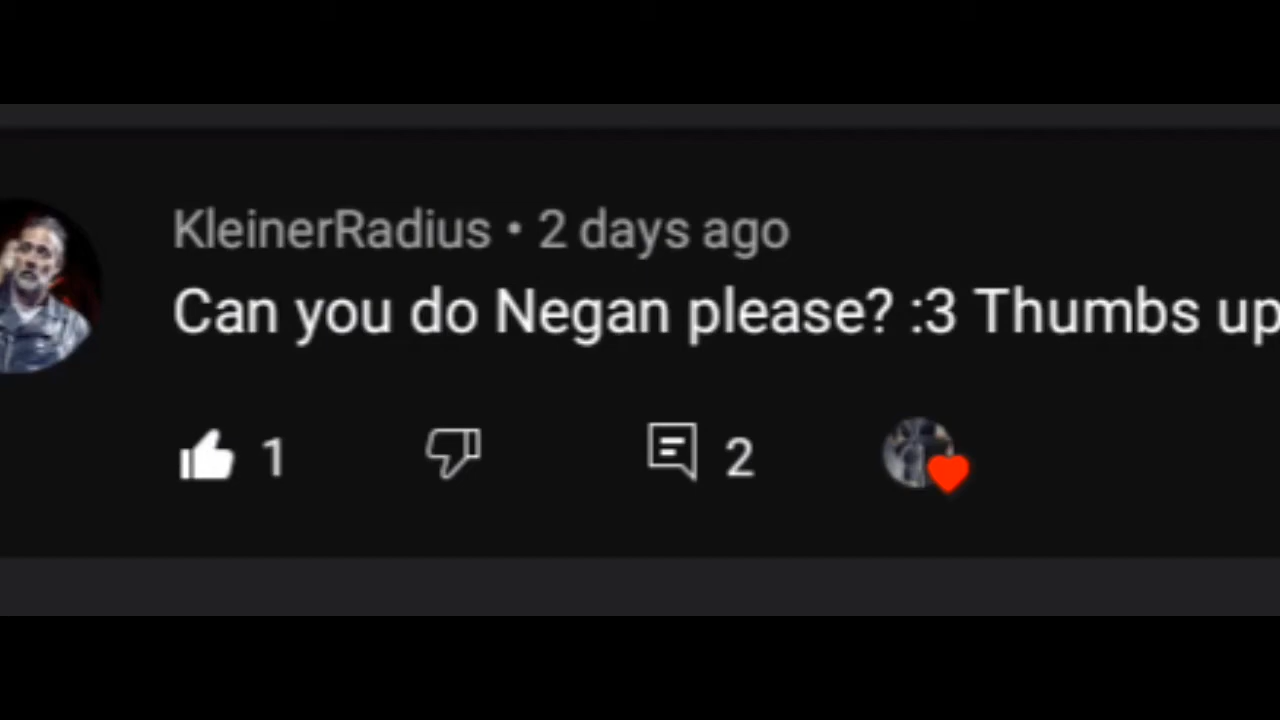 KleinerRadius • 2 days ago
Can you do Negan please? :3 Thumbs up
1 2